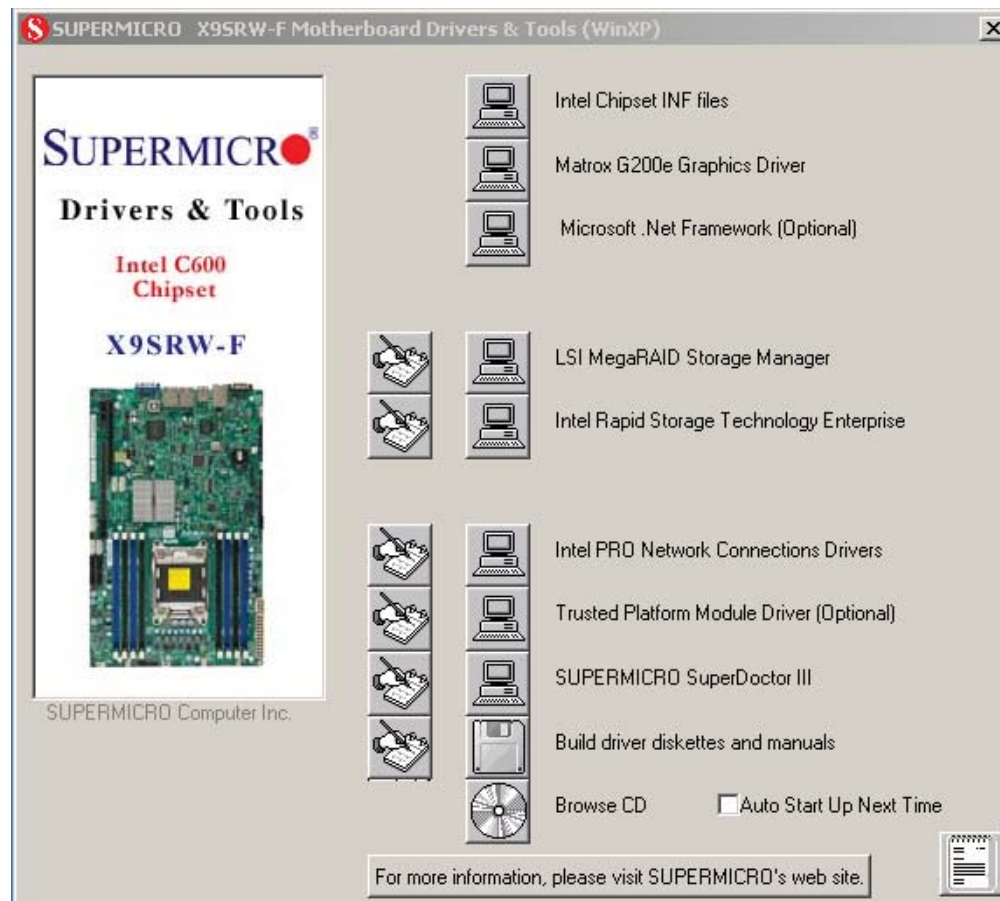 SUPERMICRO X9SRW-F Motherboard Drivers & Tools (WinXP)
SUPERMICRO®
Drivers & Tools
Intel C600
Chipset
X9SRW-F
SUPERMICRO Computer Inc.
Intel Chipset INF files
Matrox G200e Graphics Driver
Microsoft .Net Framework (Optional)
LSI MegaRAID Storage Manager
Intel Rapid Storage Technology Enterprise
Intel PRO Network Connections Drivers
Trusted Platform Module Driver (Optional)
SUPERMICRO SuperDoctor III
Build driver diskettes and manuals
Browse CD
Auto Start Up Next Time
For more information, please visit SUPERMICRO's web site.